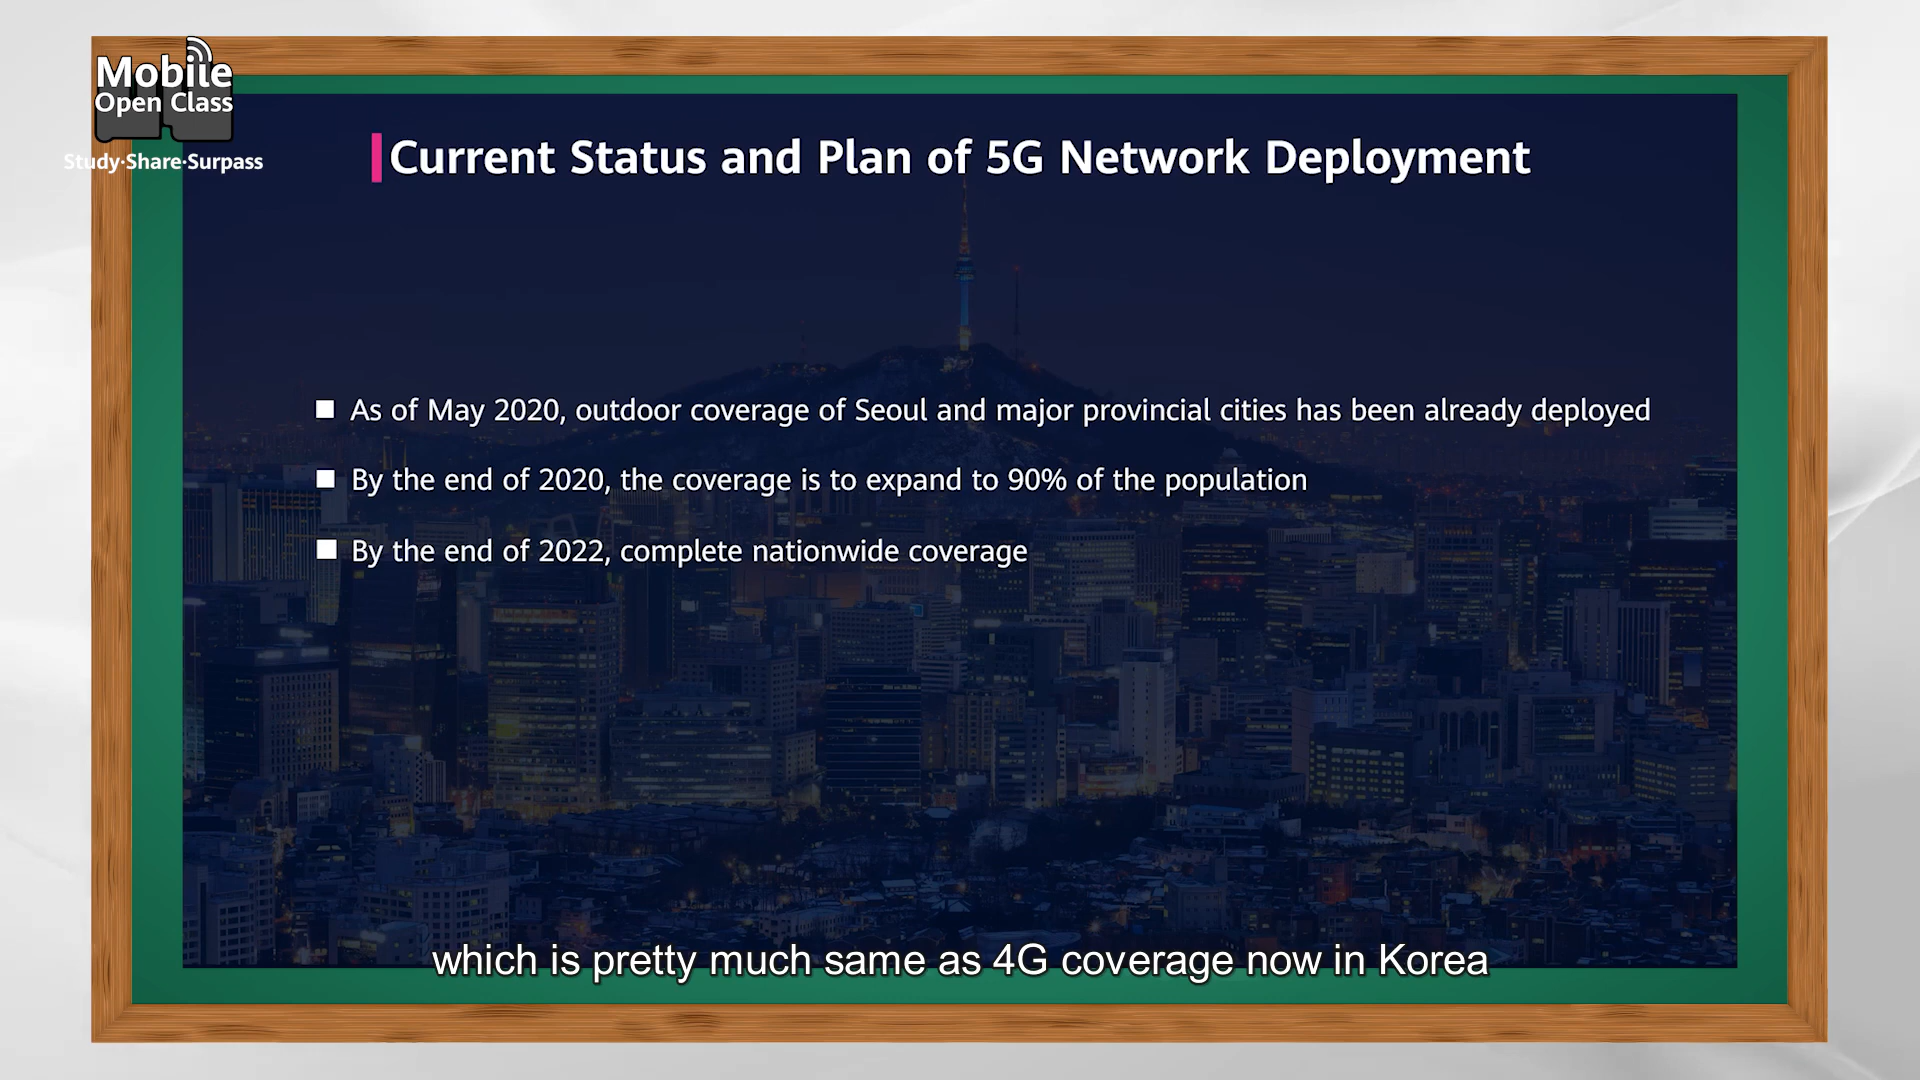 Mobile
Open Class
Study·Share·Surpass
Current Status and Plan of 5G Network Deployment
As of May 2020, outdoor coverage of Seoul and major provincial cities has been already deployed
By the end of 2020, the coverage is to expand to 90% of the population
By the end of 2022, complete nationwide coverage
which is pretty much same as 4G coverage now in Korea